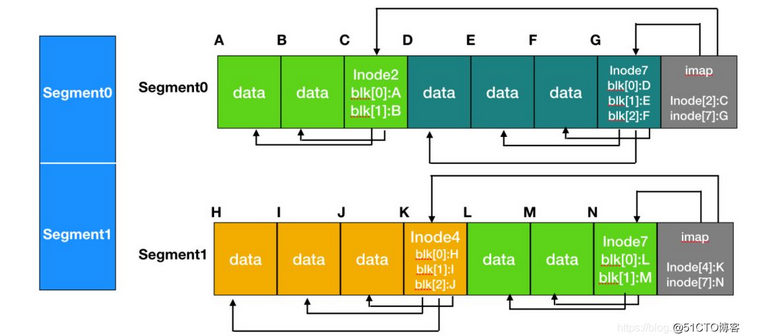 A B C D E F G
Segment0
Segment0
data
data
Inode2
blk[0]:A
blk[1]:B
data
data
data
Inode7
blk[0]:D
blk[1]:E
blk[2]:F
imap
Inode[2]:C
inode[7]:G
Segment1
H I J K L M N
Segment1
data
data
data
Inode4
blk[0]:H
blk[1]:I
blk[2]:J
data
data
Inode7
blk[0]:L
blk[1]:M
imap
Inode[4]:K
inode[7]:N
https://blog. @51CTO博客